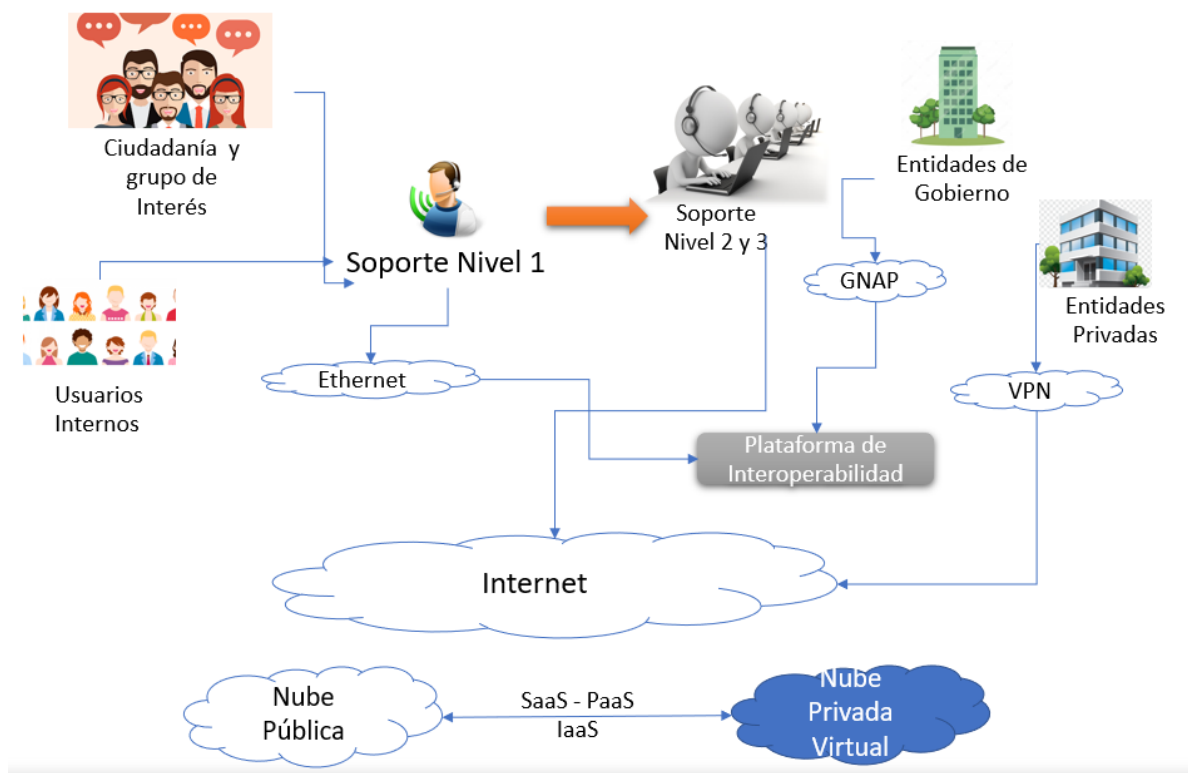 Ciudadanía y
grupo de
Interés
Soporte Nivel 1
Soporte
Nivel 2 y 3
Entidades de
Gobierno
GNAP
Entidades
Privadas
Usuarios
Internos
Ethernet
VPN
Plataforma de
Interoperabilidad
Internet
Nube
Pública
SaaS - PaaS
IaaS
Nube
Privada
Virtual